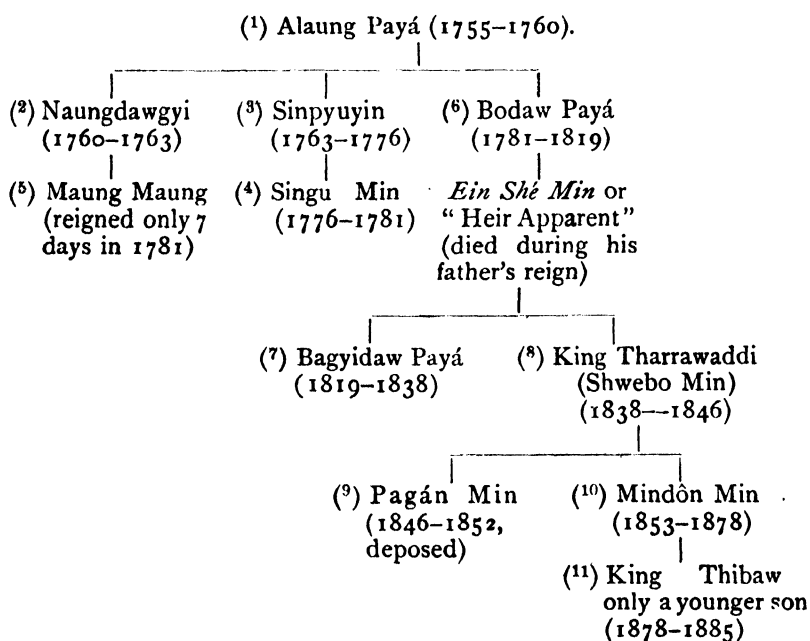 (¹) Alaung Payá (1755–1760).
(²) Naungdawgyi (³) Sinpyuyin (⁶) Bodaw Payá
(1760–1763) (1763–1776) (1781–1819)
(⁵) Maung Maung (⁴) Singu Min Ein Shé Min or
(reigned only 7 (1776–1781) “ Heir Apparent”
days in 1781) (died during his
father's reign)
(⁷) Bagyidaw Payá (⁸) King Tharrawaddi
(1819–1838) (Shwebo Min)
(1838—1846)
(⁹) Pagán Min (¹⁰) Mindôn Min
(1846–1852, (1853–1878)
deposed)
(¹¹) King Thibaw
only a younger son
(1878–1885)